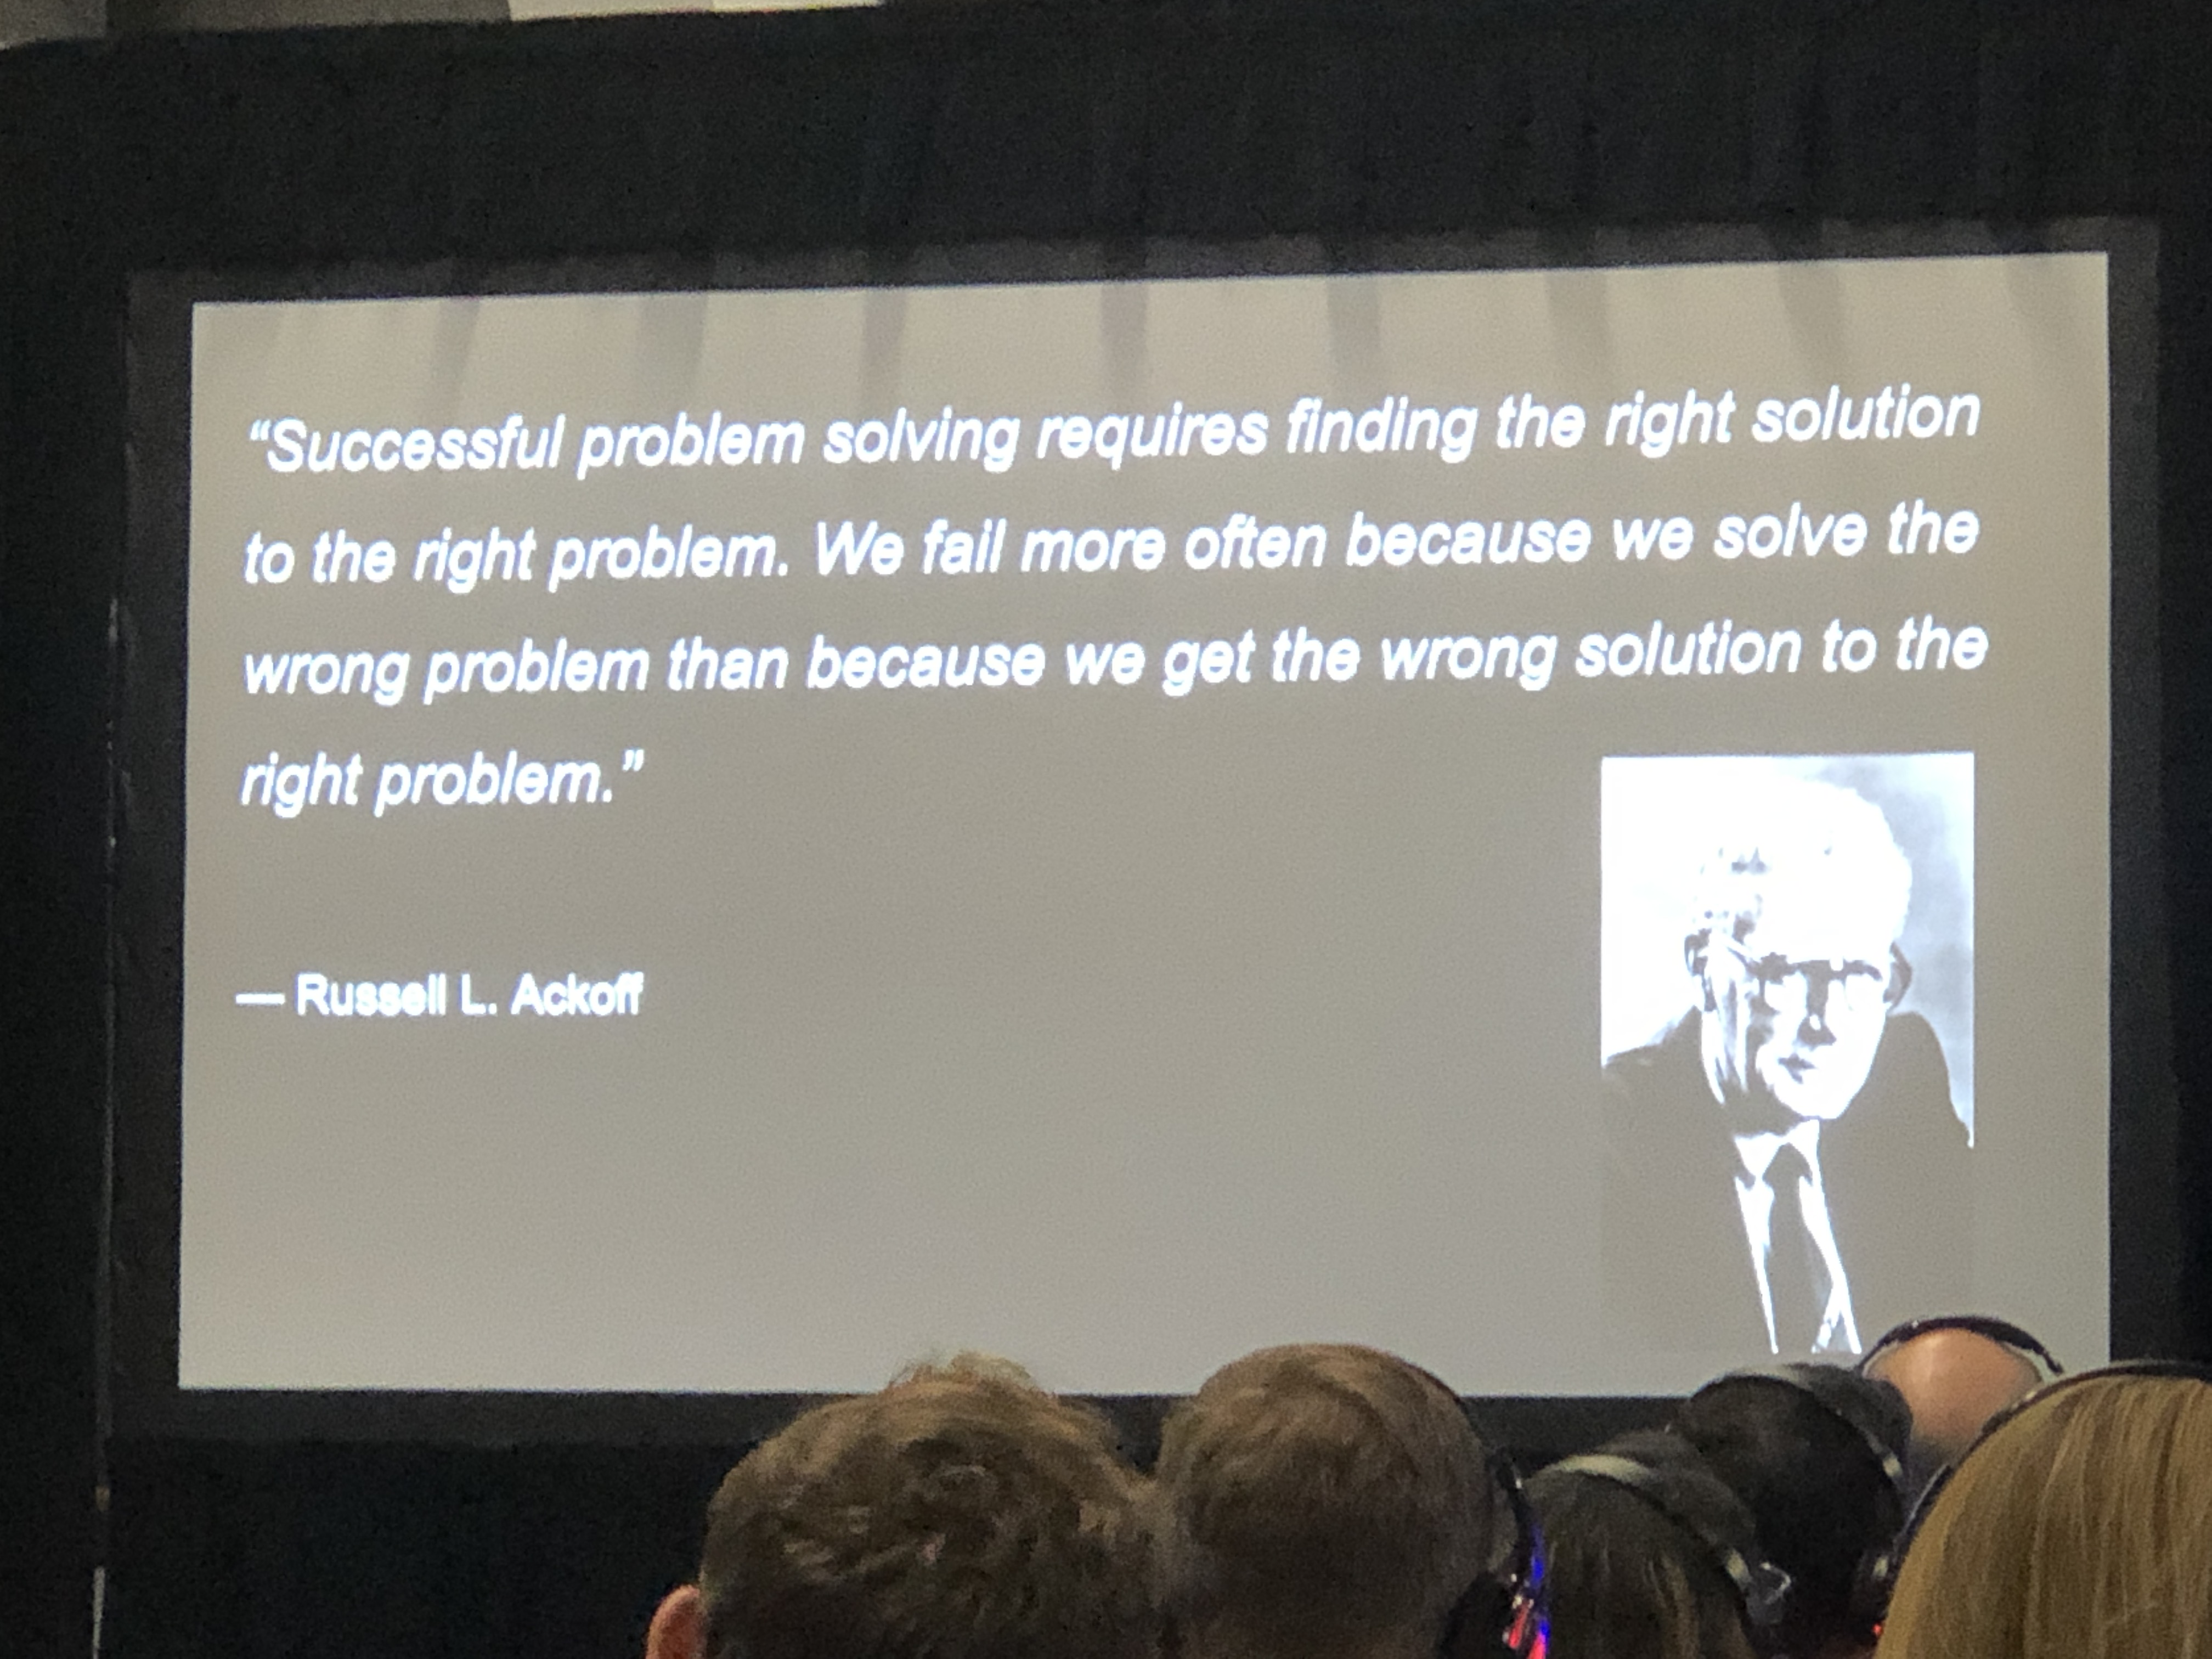 “Successful problem solving requires finding the right solution
to the right problem. We fail more often because we solve the
wrong problem than because we get the wrong solution to the
right problem.”
— Russell L. Ackoff